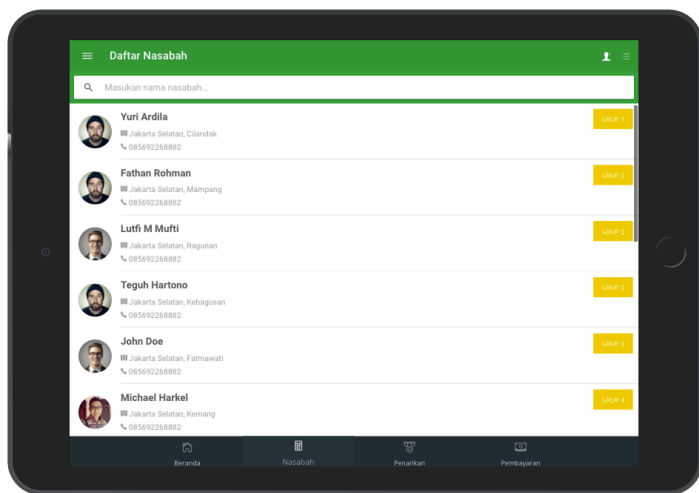 Daftar Nasabah
Masukan nama nasabah...
Yuri Ardila
GRUP 1
Jakarta Selatan, Cilandak
085692268882
Fathan Rohman
GRUP 2
Jakarta Selatan, Mampang
085692268882
Lutfi M Mufti
GRUP 2
Jakarta Selatan, Ragunan
085692268882
Teguh Hartono
GRUP 2
Jakarta Selatan, Kebagusan
085692268882
John Doe
GRUP 3
Jakarta Selatan, Fatmawati
085692268882
Michael Harkel
GRUP 4
Jakarta Selatan, Kemang
085692268882
Beranda
Nasabah
Penarikan
Pembayaran